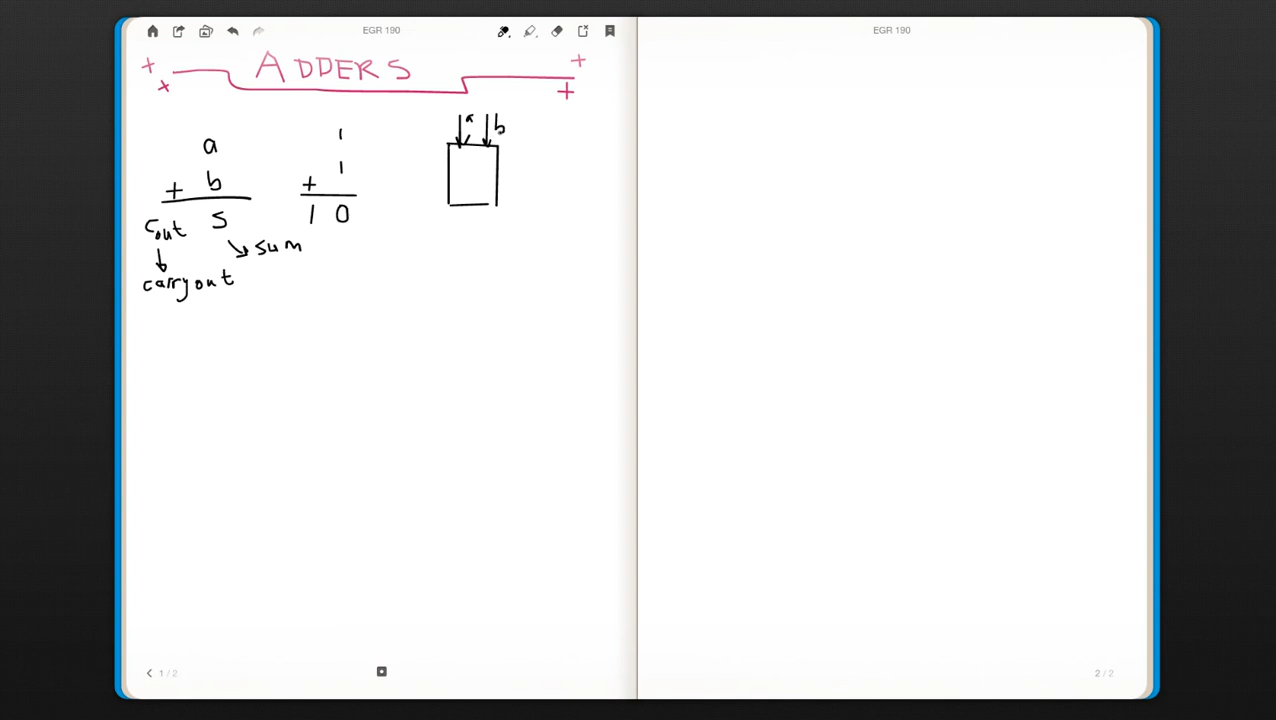 EGR 190
EGR 190
+ + ADDERS + +
a
+ b
Cout S
sum
carryout
1
+ 1
1 0
a b
1 / 2
2 / 2